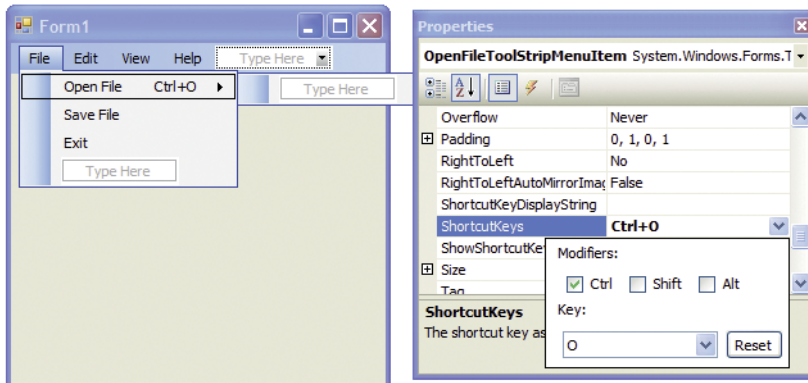 Form1
File Edit View Help Type Here
Open File Ctrl+O Type Here
Save File
Exit
Type Here
Properties
OpenFileToolStripMenuItem System.Windows.Forms.T
Overflow Never
Padding 0, 1, 0, 1
RightToLeft No
RightToLeftAutoMirrorImag False
ShortcutKeyDisplayString
ShortcutKeys Ctrl+O
ShowShortcutKe
Size
Tag
Modifiers:
Ctrl Shift Alt
Key:
O Reset
ShortcutKeys
The shortcut key as